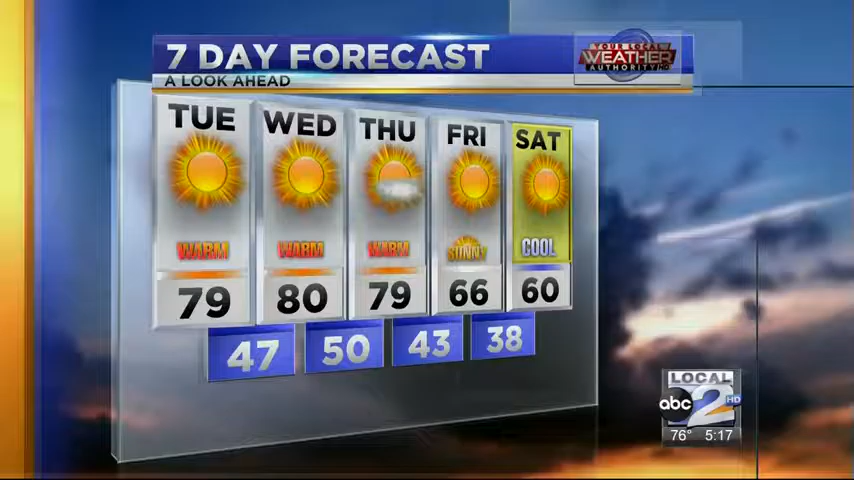 7 DAY FORECAST
A LOOK AHEAD
YOUR LOCAL
WEATHER
AUTHORITY HD
TUE WED THU FRI SAT
WARM WARM WARM SUNNY COOL
79 80 79 66 60
47 50 43 38
LOCAL
abc 2 HD
76° 5:17